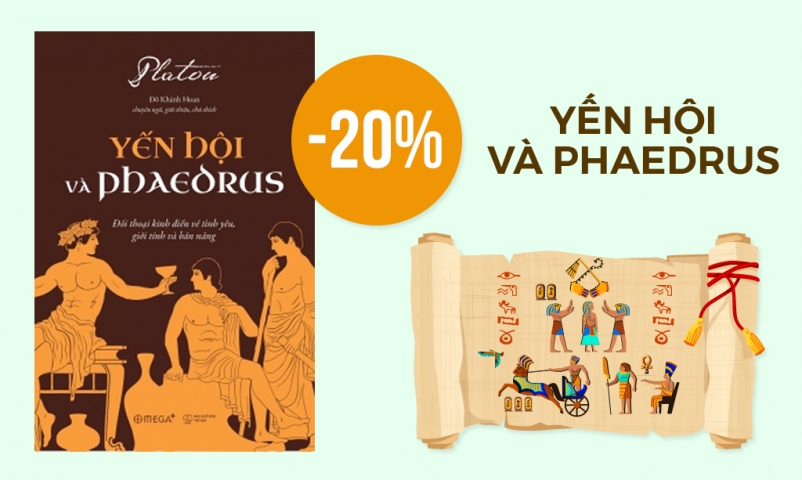 Platon
Đỗ Khánh Hoan
chuyển ngữ, giới thiệu, chú thích
YẾN HỘI
VÀ PHAEDRUS
Đối thoại kinh điển về tình yêu,
giới tính và bản năng
OMEGA+
-20%
YẾN HỘI
VÀ PHAEDRUS